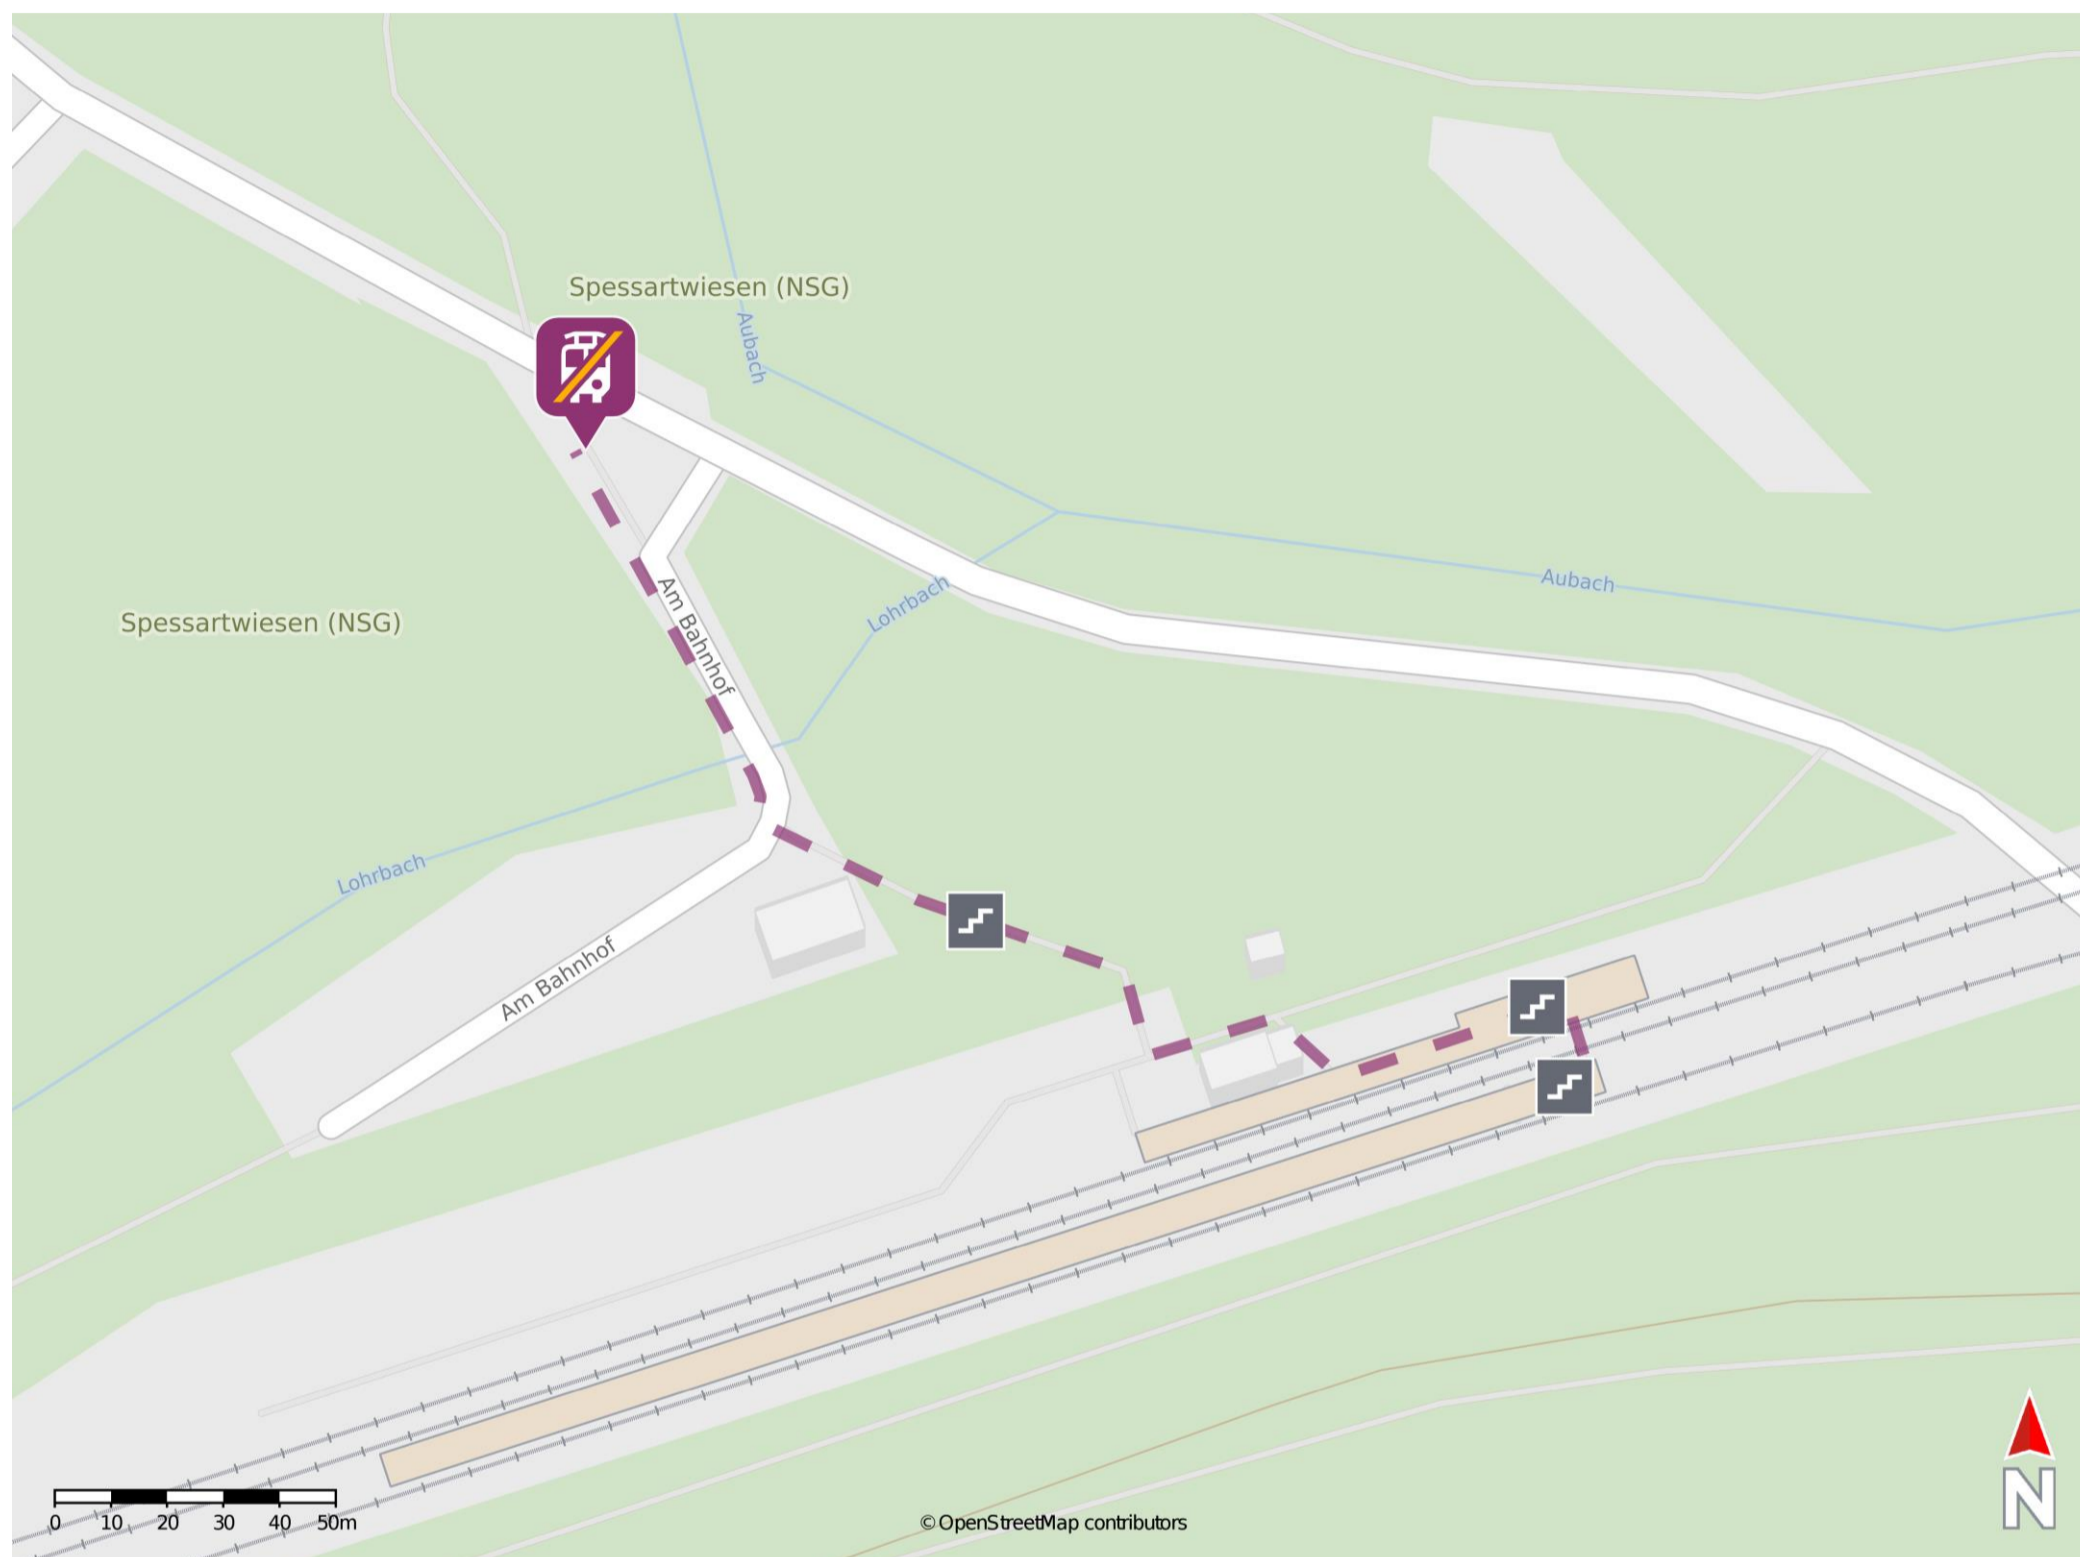 Spessartwiesen (NSG)
Aubach
Aubach
Lohrbach
Am Bahnhof
Spessartwiesen (NSG)
Lohrbach
Am Bahnhof
0 10 20 30 40 50m
© OpenStreetMap contributors
N